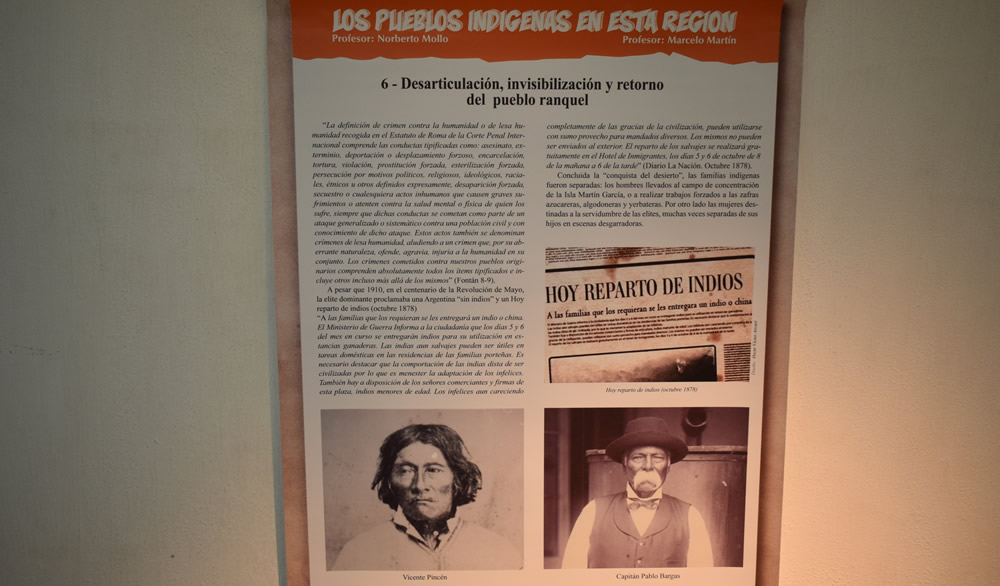 LOS PUEBLOS INDIGENAS EN ESTA REGION
Profesor: Norberto Mollo
Profesor: Marcelo Martín
6 - Desarticulación, invisibilización y retorno
del pueblo ranquel
"La definición de crimen contra la humanidad o de lesa hu-
manidad recogida en el Estatuto de Roma de la Corte Penal Inter-
nacional comprende las conductas tipificadas como: asesinato, ex-
terminio, deportación o desplazamiento forzoso, encarcelación,
tortura, violación, prostitución forzada, esterilización forzada,
persecución por motivos políticos, religiosos, ideológicos, racia-
les, étnicos u otros definidos expresamente, desaparición forzada,
secuestro o cualesquiera actos inhumanos que causen graves su-
frimientos o atenten contra la salud mental o física de quien los
sufre, siempre que dichas conductas se cometan como parte de un
ataque generalizado o sistemático contra una población civil y con
conocimiento de dicho ataque. Estos actos también se denominan
crímenes de lesa humanidad, aludiendo a un crimen que, por su ab-
errante naturaleza, ofende, agravia, injuria a la humanidad en su
conjunto. Los crímenes cometidos contra nuestros pueblos origi-
narios comprenden absolutamente todos los items tipificados e in-
cluye otros incluso más allá de los mismos" (Fontán 8-9).
A pesar que 1910, en el centenario de la Revolución de Mayo,
la elite dominante proclamaba una Argentina "sin indios" y un Hoy
reparto de indios (octubre 1878)
"A las familias que los requieran se les entregará un indio o china.
El Ministerio de Guerra Informa a la ciudadanía que los días 5 y 6
del mes en curso se entregarán indios para su utilización en es-
tancias ganaderas. Las indias aun salvajes pueden ser útiles en
tareas domésticas en las residencias de las familias porteñas. Es
necesario destacar que la comportación de las indias dista de ser
civilizadas por lo que es menester la adaptación de los infelices.
También hay a disposición de los señores comerciantes y firmas de
esta plaza, indios menores de edad. Los infelices aun careciendo
completamente de las gracias de la civilización, pueden utilizarse
con sumo provecho para mandados diversos. Los mismos no pueden
ser enviados al exterior. El reparto de los salvajes se realizará gra-
tuitamente en el Hotel de Inmigrantes, los días 5 y 6 de octubre de 8
de la mañana a 6 de la tarde" (Diario La Nación. Octubre 1878).
Concluida la "conquista del desierto", las familias indígenas
fueron separadas: los hombres llevados al campo de concentración
de la Isla Martín García, o a realizar trabajos forzados a las zafras
azucareras, algodoneras y yerbateras. Por otro lado las mujeres des-
tinadas a la servidumbre de las elites, muchas veces separadas de sus
hijos en escenas desgarradoras.
HOY REPARTO DE INDIOS
A las familias que los requieran se les entregara un indio o china
Hoy reparto de indios (octubre 1878)
Vicente Pincén
Capitán Pablo Bargas